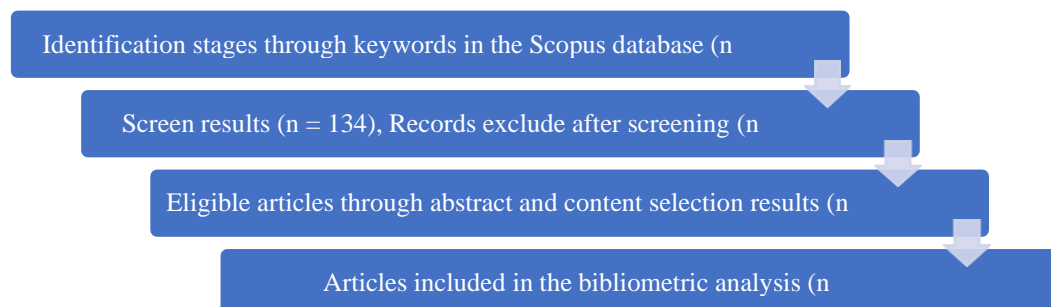 Identification stages through keywords in the Scopus database (n
Screen results (n = 134), Records exclude after screening (n
Eligible articles through abstract and content selection results (n
Articles included in the bibliometric analysis (n